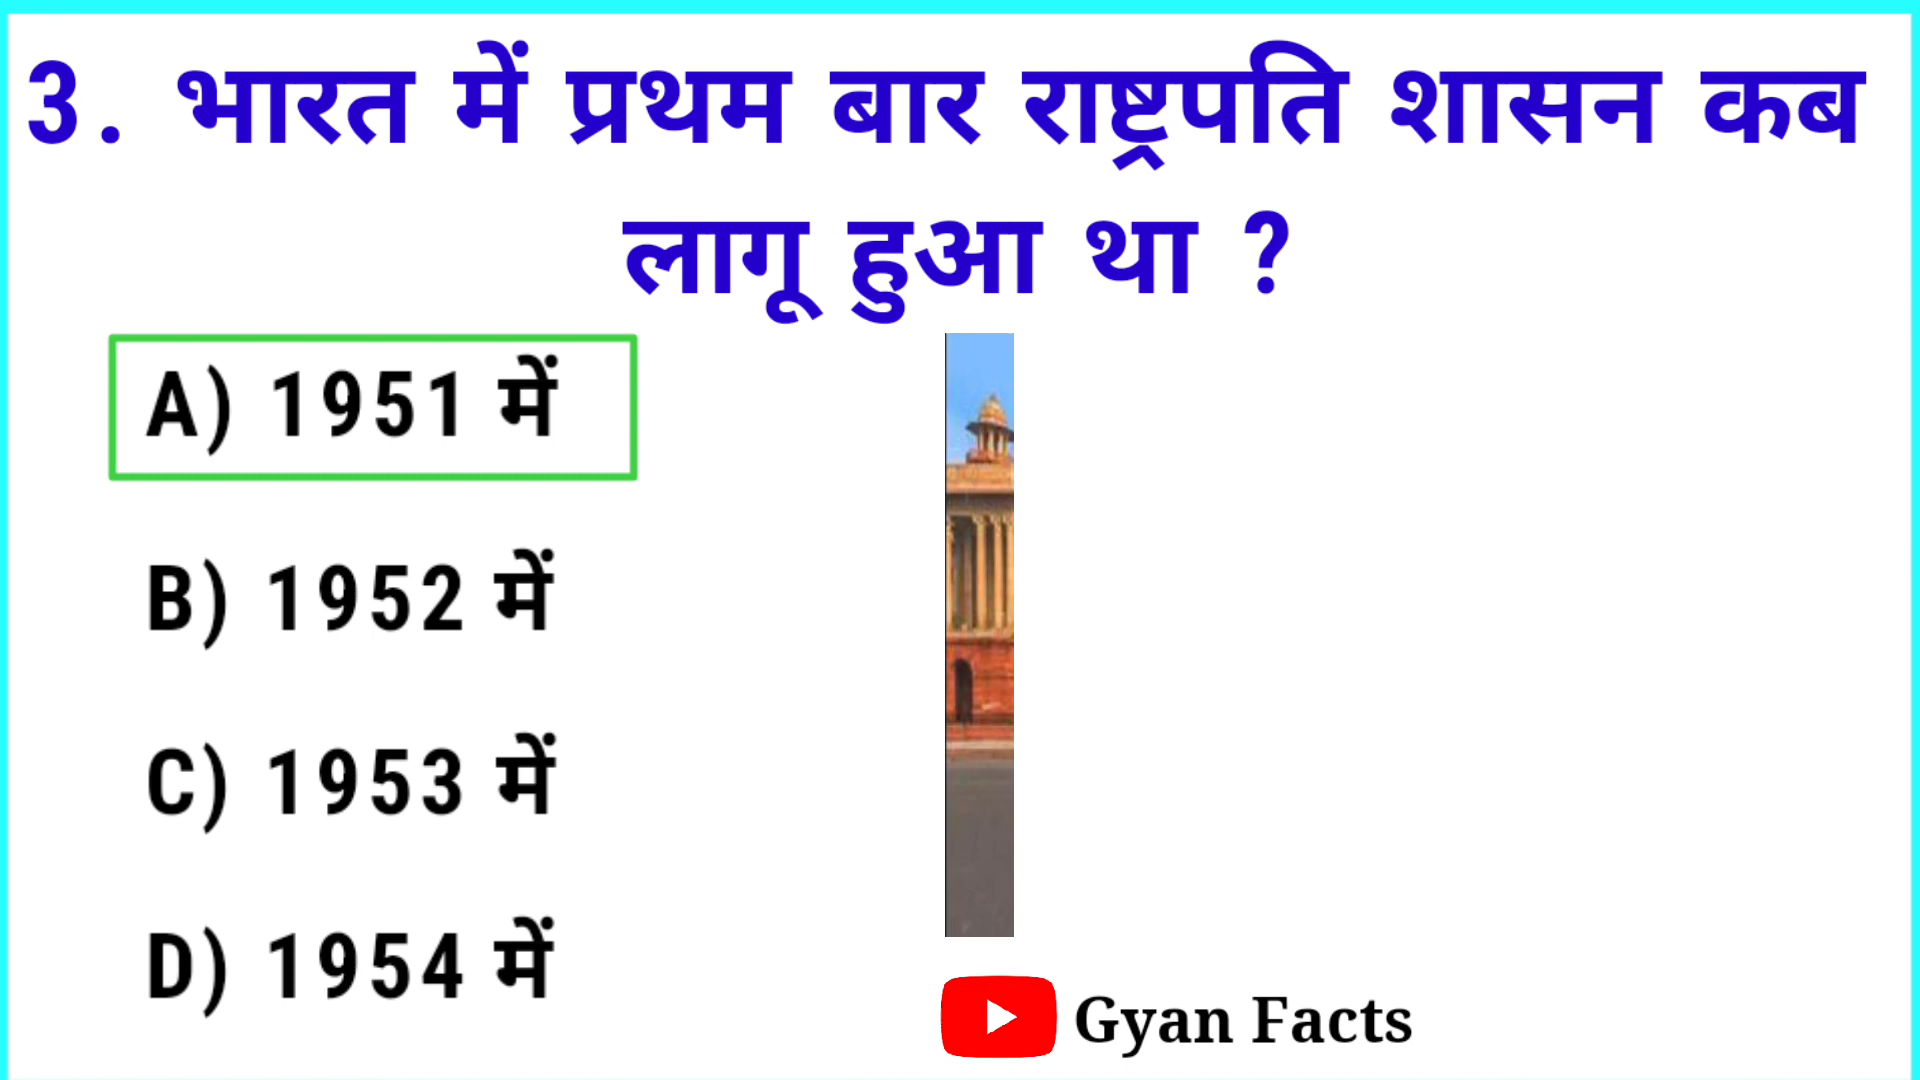 3. भारत में प्रथम बार राष्ट्रपति शासन कब
लागू हुआ था ?
A) 1951 में
B) 1952 में
C) 1953 में
D) 1954 में
Gyan Facts